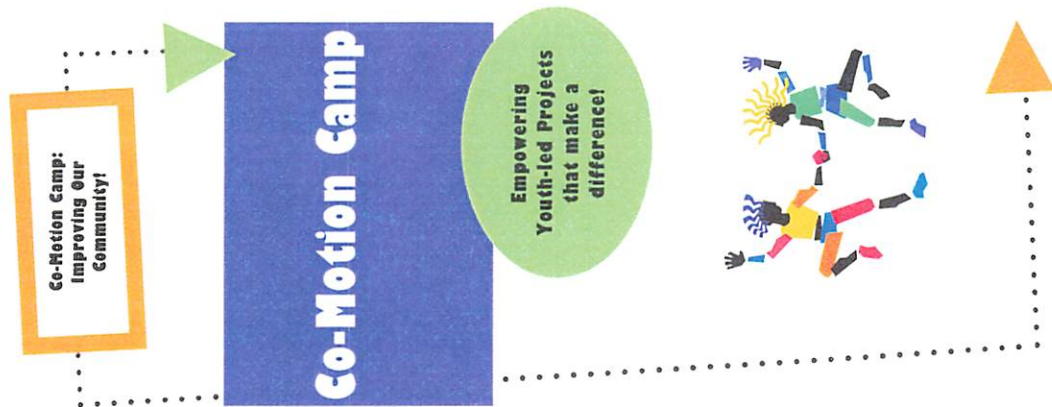 Co-Motion Camp:
Improving Our
Community!
Co-Motion Camp
Empowering
Youth-led Projects
that make a
difference!